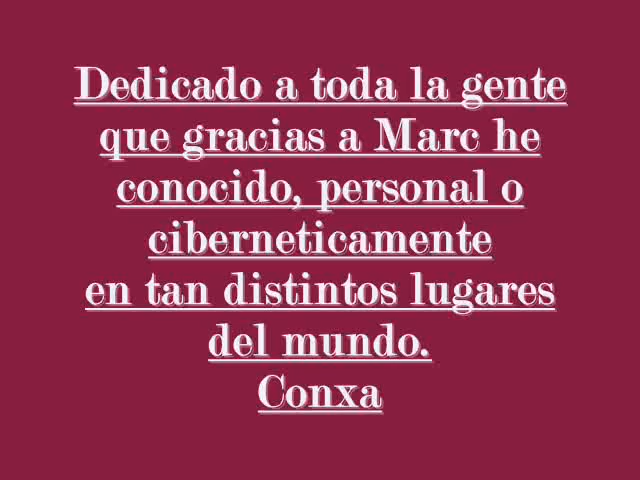 Dedicado a toda la gente
que gracias a Marc he
conocido, personal o
ciberneticamente
en tan distintos lugares
del mundo.
Conxa